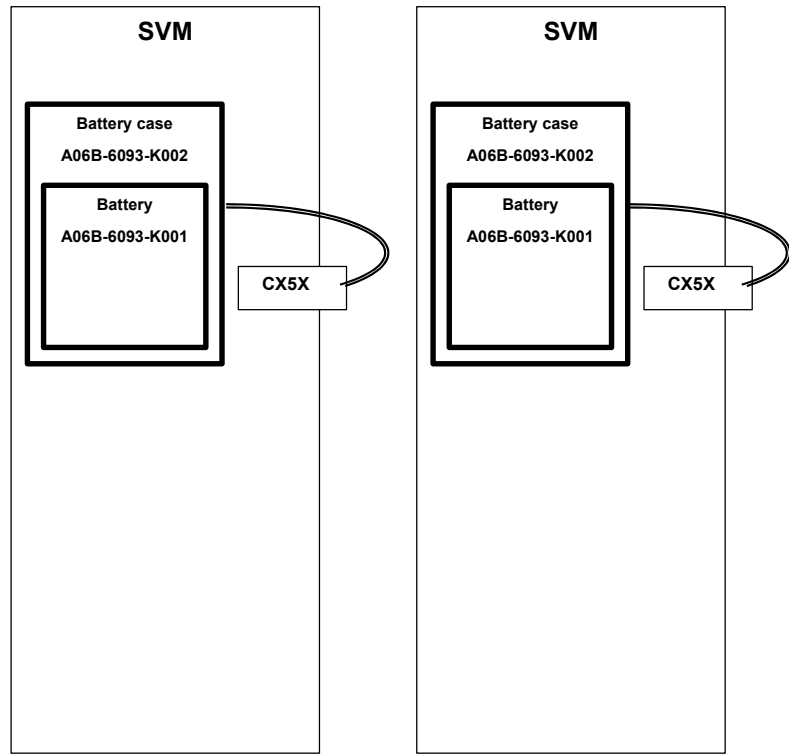 SVM
Battery case
A06B-6093-K002
Battery
A06B-6093-K001
CX5X
SVM
Battery case
A06B-6093-K002
Battery
A06B-6093-K001
CX5X